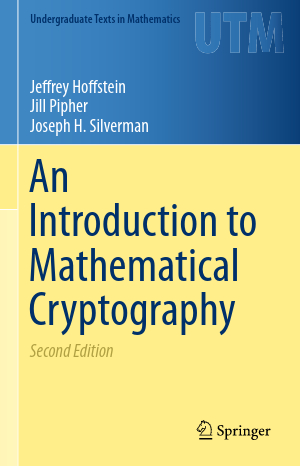 Undergraduate Texts in Mathematics
UTM
Jeffrey Hoffstein
Jill Pipher
Joseph H. Silverman
An
Introduction to
Mathematical
Cryptography
Second Edition
Springer